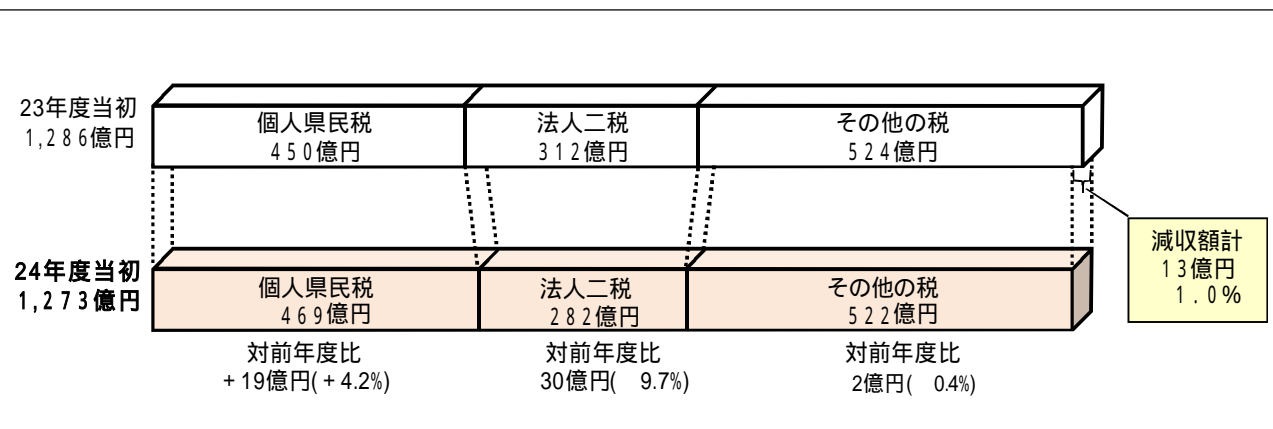 23年度当初
1,286億円
個人県民税
450億円
法人二税
312億円
その他の税
524億円
減収額計
13億円
1.0%
24年度当初
1,273億円
個人県民税
469億円
法人二税
282億円
その他の税
522億円
対前年度比
+19億円(+4.2%)
対前年度比
30億円( 9.7%)
対前年度比
2億円( 0.4%)